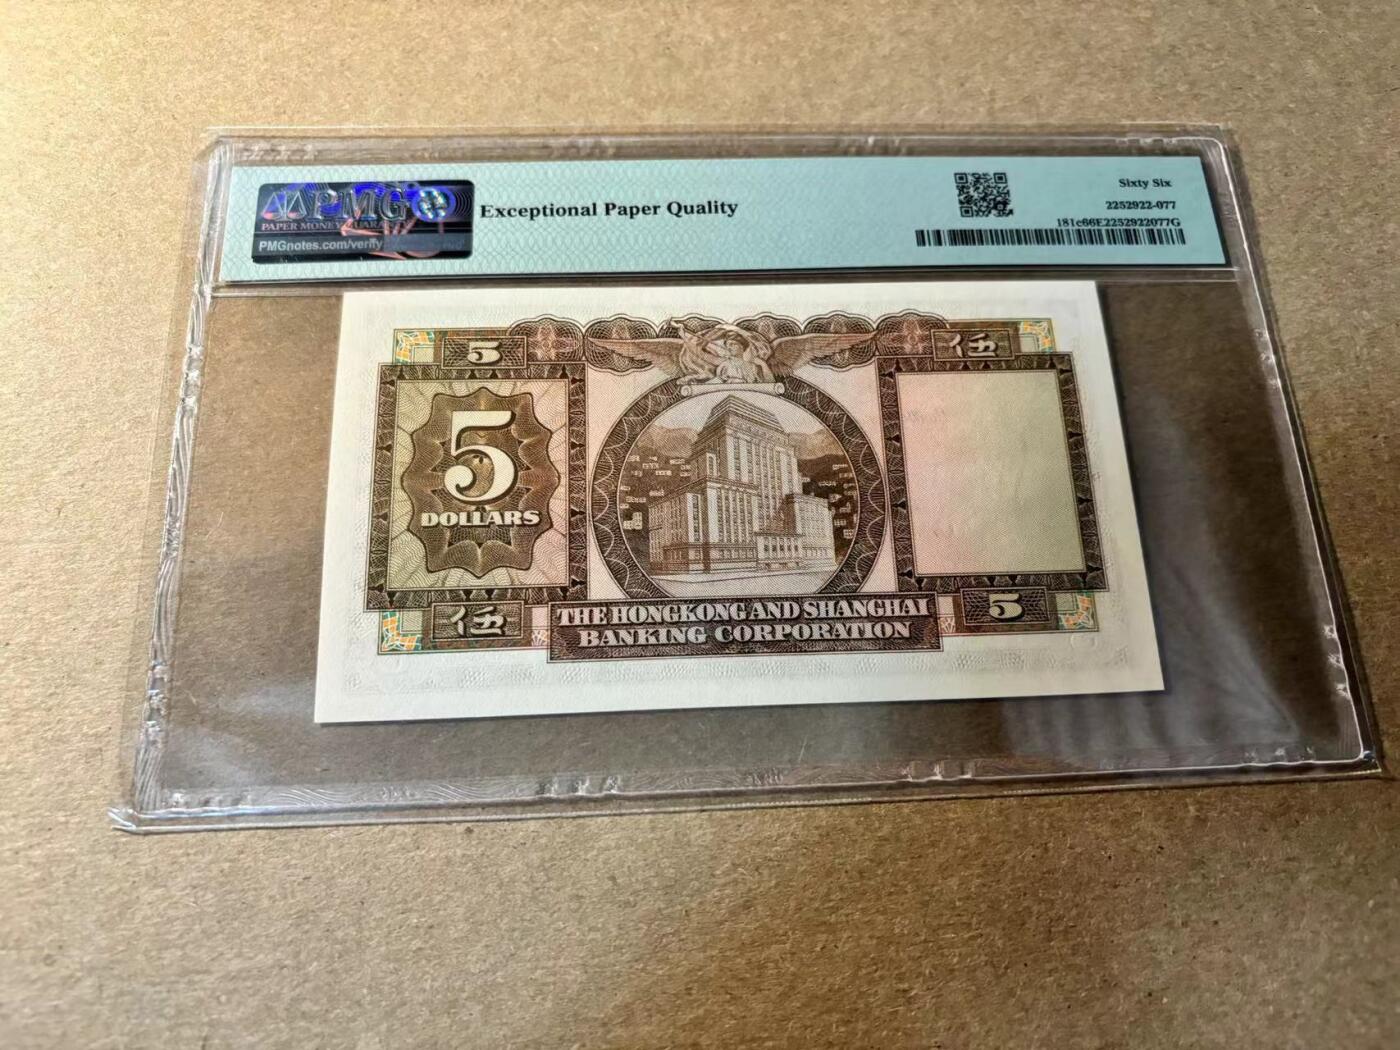 PMG
PAPER MONEY GUARANTY
PMGnotes.com/verify
Exceptional Paper Quality
Sixty Six
2252922-077
181c66E2252922077G
5
伍
5
DOLLARS
伍
THE HONGKONG AND SHANGHAI
BANKING CORPORATION
5